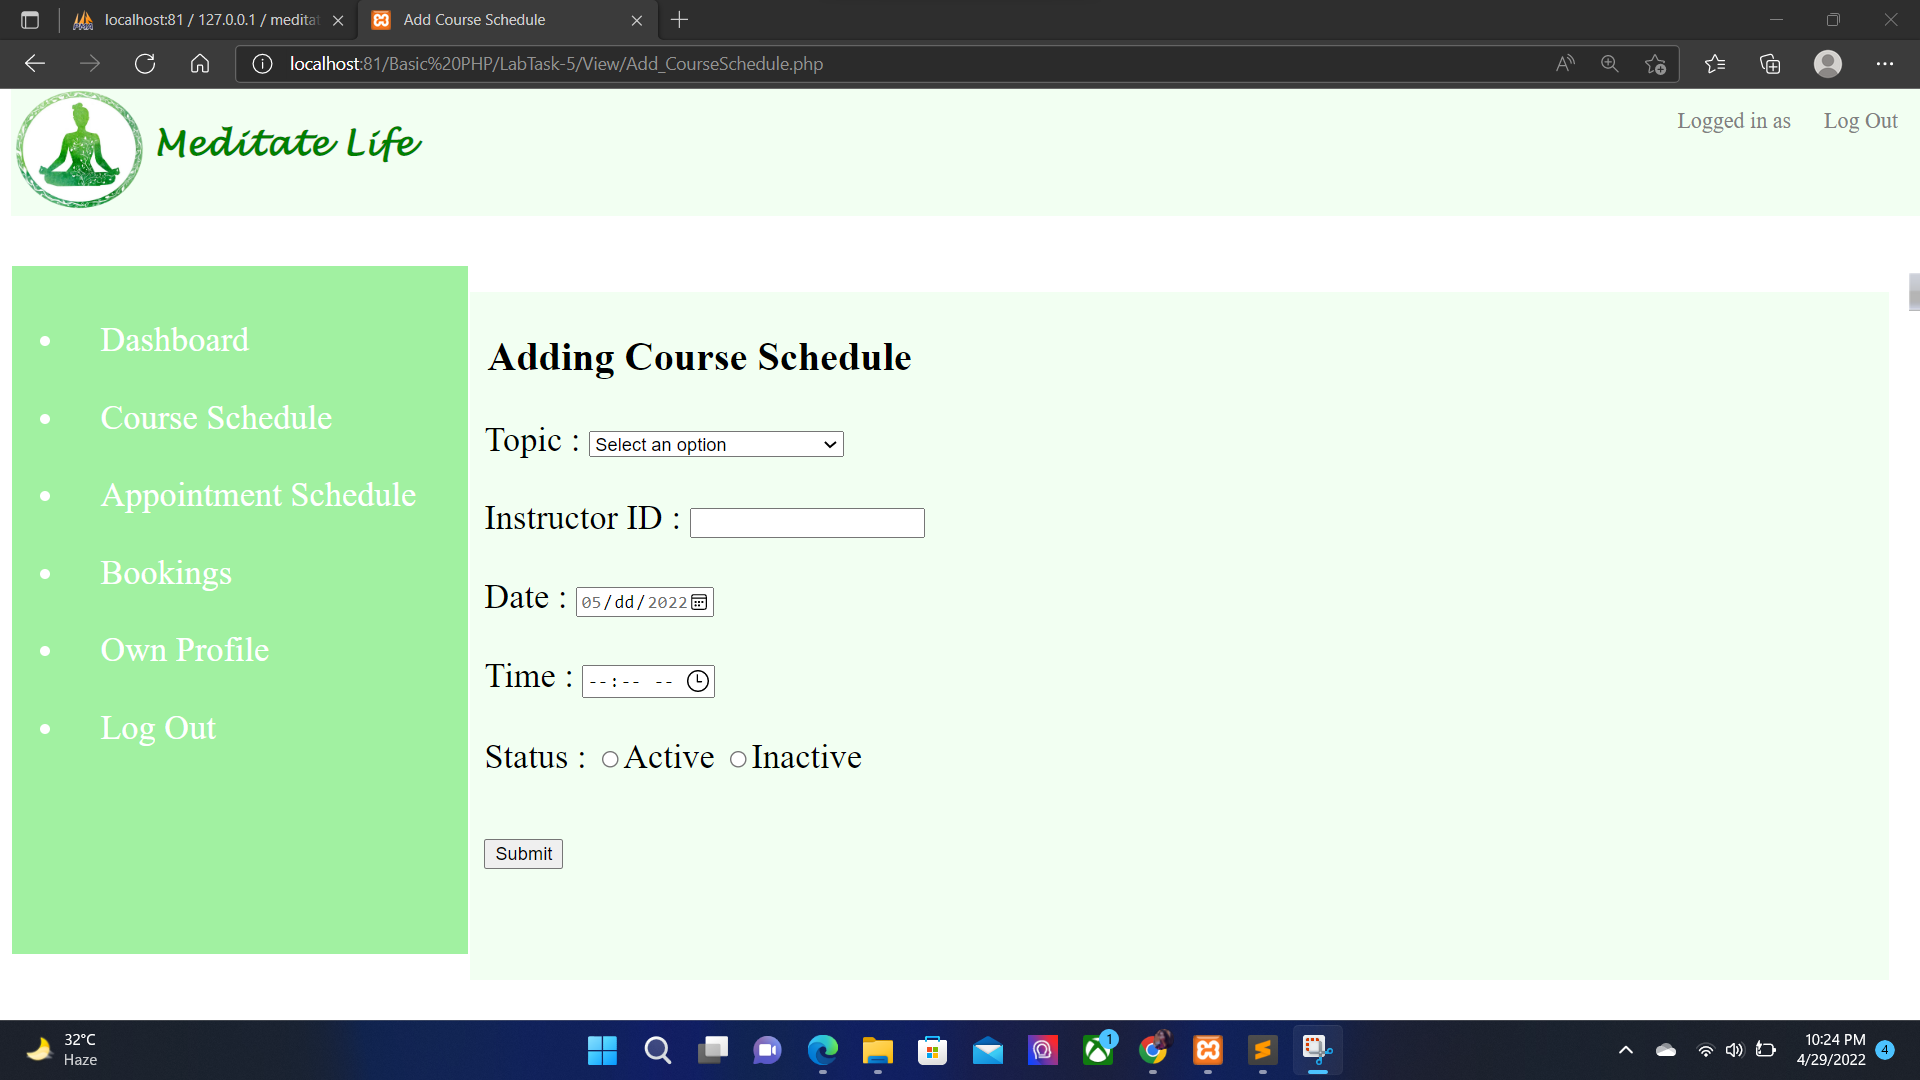 localhost:81 / 127.0.0.1 / meditat
Add Course Schedule
localhost:81/Basic%20PHP/LabTask-5/View/Add_CourseSchedule.php
Meditate Life
Logged in as
Log Out
Dashboard
Course Schedule
Appointment Schedule
Bookings
Own Profile
Log Out
Adding Course Schedule
Topic : Select an option
Instructor ID :
Date : 05/dd/2022
Time : --:-- --
Status : Active Inactive
Submit
32°C
Haze
1
10:24 PM
4/29/2022
4